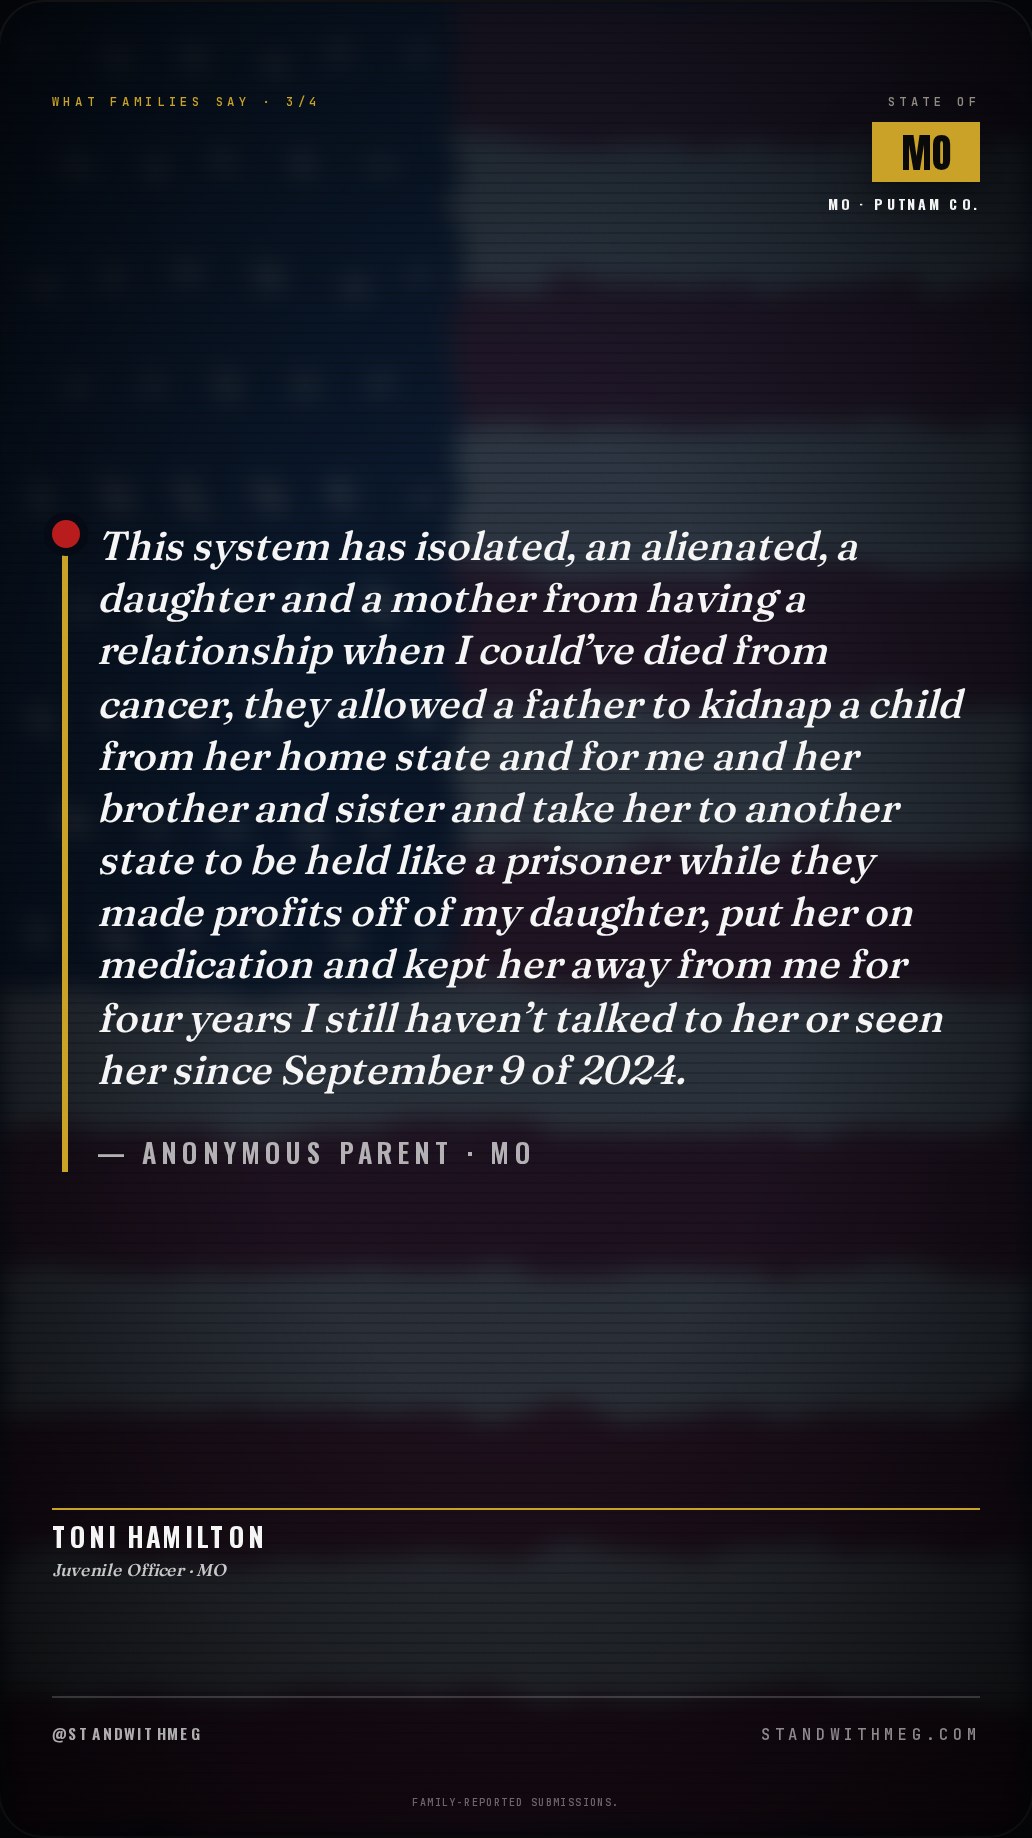 WHAT FAMILIES SAY · 3/4
STATE OF
MO
MO · PUTNAM CO.
This system has isolated, an alienated, a
daughter and a mother from having a
relationship when I could’ve died from
cancer, they allowed a father to kidnap a child
from her home state and for me and her
brother and sister and take her to another
state to be held like a prisoner while they
made profits off of my daughter, put her on
medication and kept her away from me for
four years I still haven’t talked to her or seen
her since September 9 of 2024.
— ANONYMOUS PARENT · MO
TONI HAMILTON
Juvenile Officer · MO
@STANDWITHMEG
STANDWITHMEG.COM
FAMILY-REPORTED SUBMISSIONS.